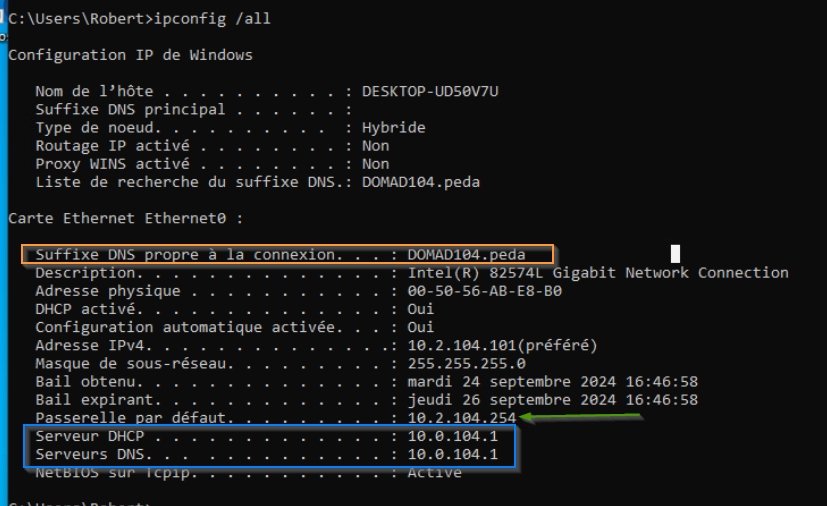 C:\Users\Robert>ipconfig /all
Configuration IP de Windows
Nom de l’hôte . . . . . . . . . . : DESKTOP-UD50V7U
Suffixe DNS principal . . . . . . :
Type de noeud. . . . . . . . . . : Hybride
Routage IP activé . . . . . . . . : Non
Proxy WINS activé . . . . . . . . : Non
Liste de recherche du suffixe DNS.: DOMAD104.peda
Carte Ethernet Ethernet0 :
Suffixe DNS propre à la connexion. . . : DOMAD104.peda
Description. . . . . . . . . . . . . . : Intel(R) 82574L Gigabit Network Connection
Adresse physique . . . . . . . . . . . : 00-50-56-AB-E8-B0
DHCP activé. . . . . . . . . . . . . . : Oui
Configuration automatique activée. . . : Oui
Adresse IPv4. . . . . . . . . . . . . .: 10.2.104.101(préféré)
Masque de sous-réseau. . . . . . . . . : 255.255.255.0
Bail obtenu. . . . . . . . . . . . . . : mardi 24 septembre 2024 16:46:58
Bail expirant. . . . . . . . . . . . . : jeudi 26 septembre 2024 16:46:58
Passerelle par défaut. . . . . . . . . : 10.2.104.254
Serveur DHCP . . . . . . . . . . . . . : 10.0.104.1
Serveurs DNS. . . . . . . . . . . . . : 10.0.104.1
NetBIOS sur Tcpip. . . . . . . . . . . : Activé
C:\Users\Robert>